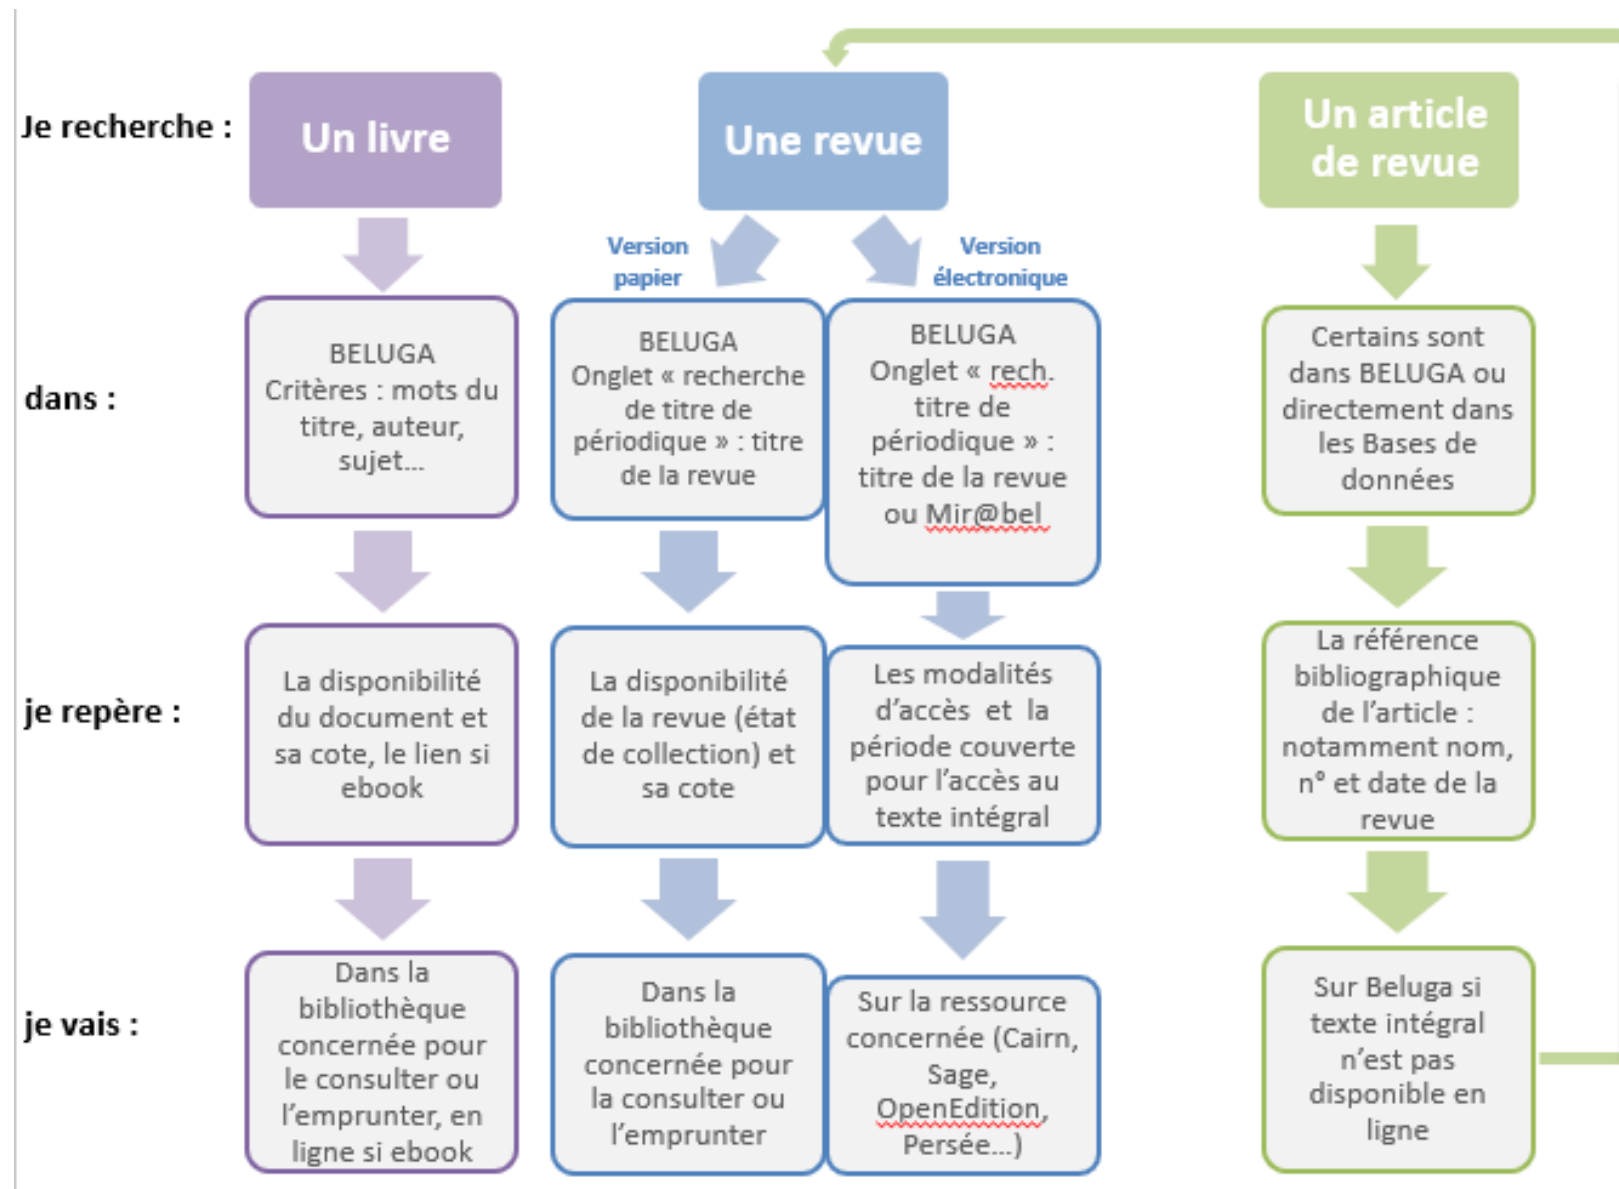 Je recherche :
Un livre
Une revue
Un article
de revue
Version
papier
Version
électronique
dans :
BELUGA
Critères : mots du
titre, auteur,
sujet...
BELUGA
Onglet « recherche
de titre de
périodique » : titre
de la revue
BELUGA
Onglet « rech.
titre de
périodique » :
titre de la revue
ou Mir@bel
Certains sont
dans BELUGA ou
directement dans
les Bases de
données
je repère :
La disponibilité
du document et
sa cote, le lien si
ebook
La disponibilité
de la revue (état
de collection) et
sa cote
Les modalités
d’accès et la
période couverte
pour l’accès au
texte intégral
La référence
bibliographique
de l’article :
notamment nom,
n° et date de la
revue
je vais :
Dans la
bibliothèque
concernée pour
le consulter ou
l’emprunter, en
ligne si ebook
Dans la
bibliothèque
concernée pour
la consulter ou
l’emprunter
Sur la ressource
concernée (Cairn,
Sage,
OpenEdition,
Persée...)
Sur Beluga si
texte intégral
n’est pas
disponible en
ligne